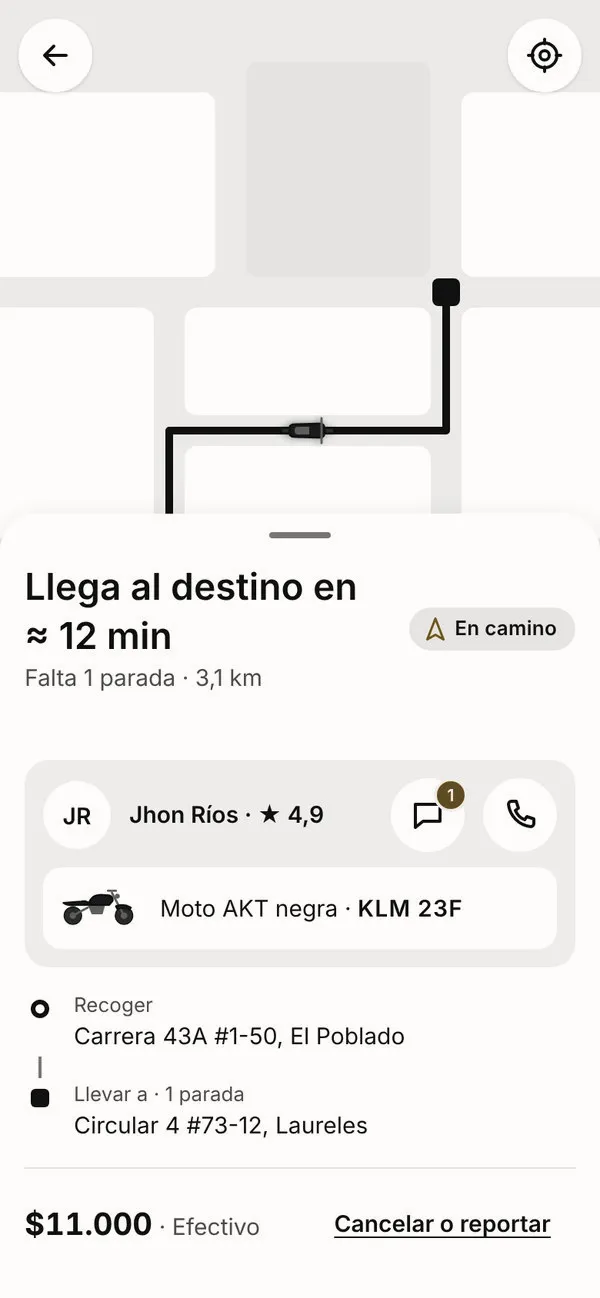 Llega al destino en
≈ 12 min
En camino
Falta 1 parada · 3,1 km
JR
Jhon Ríos · ★ 4,9
1
Moto AKT negra · KLM 23F
Recoger
Carrera 43A #1-50, El Poblado
Llevar a · 1 parada
Circular 4 #73-12, Laureles
$11.000 · Efectivo
Cancelar o reportar